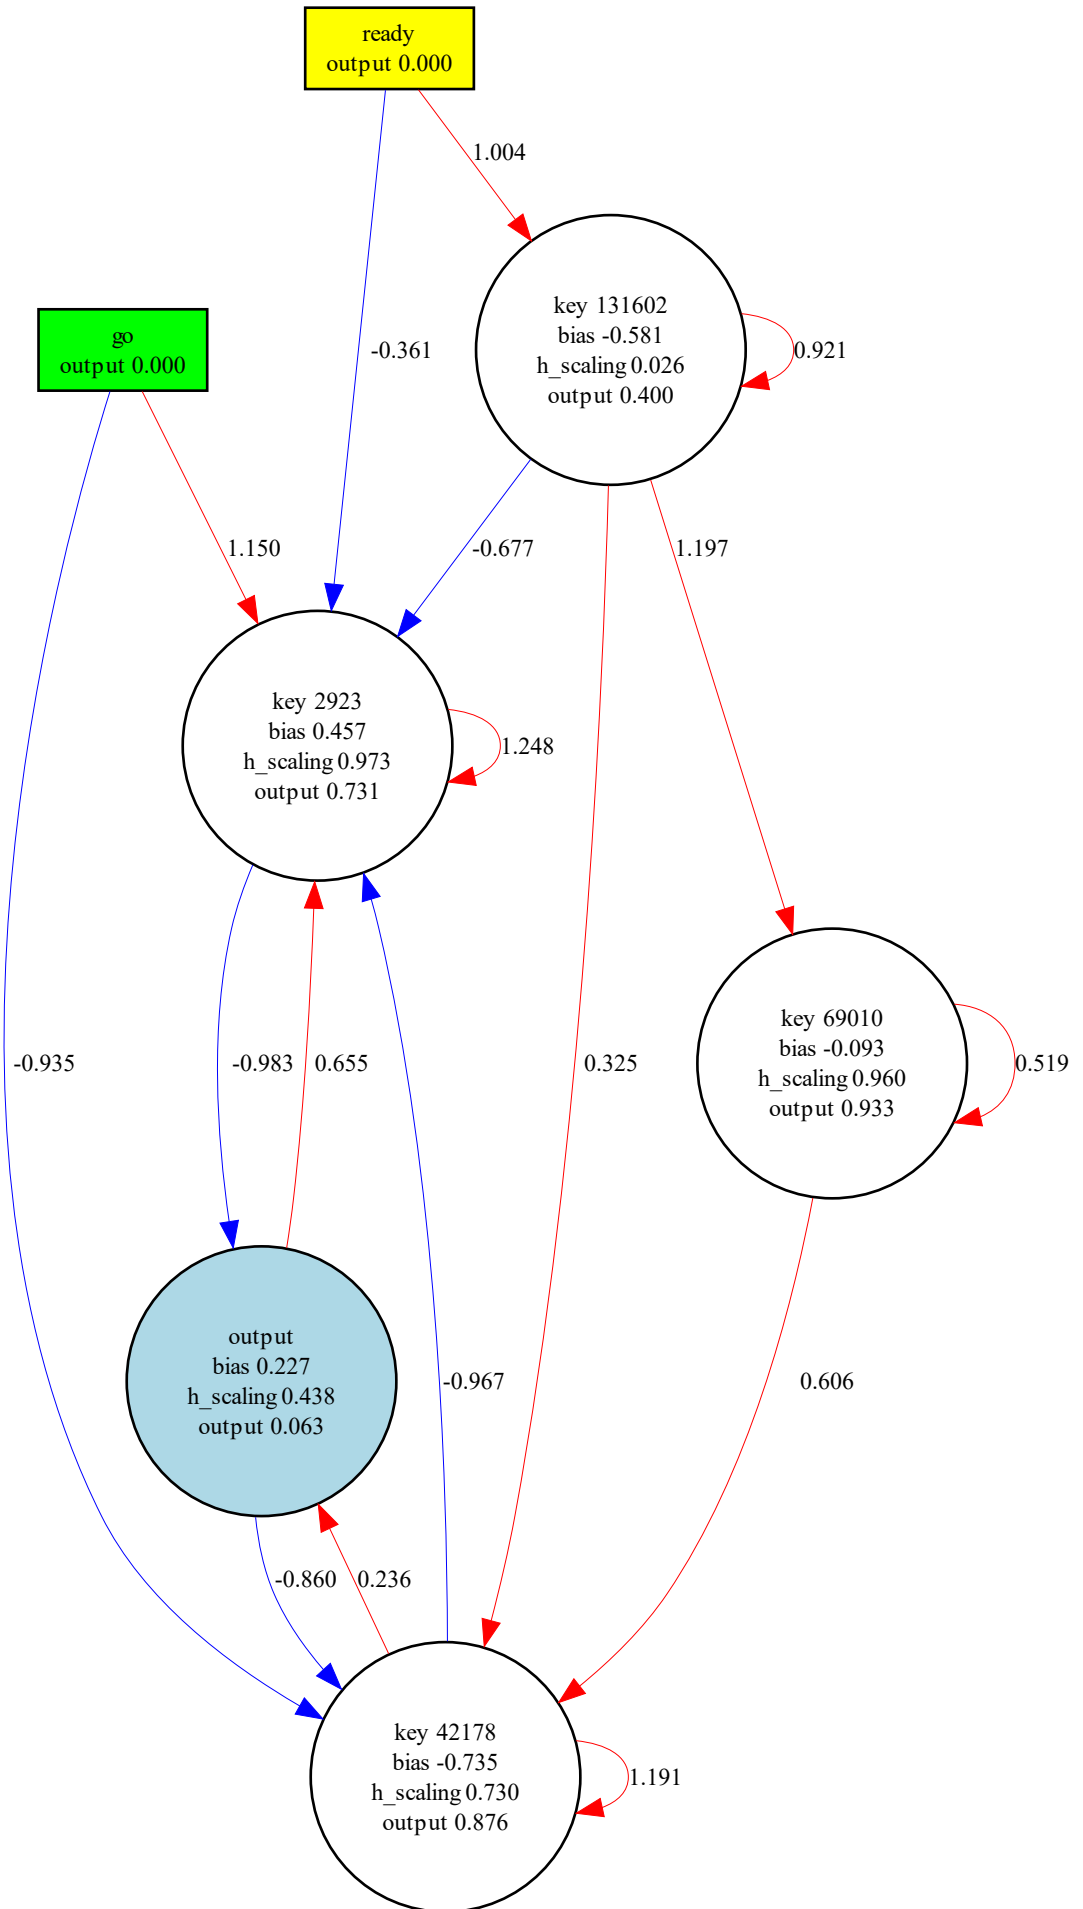 ready
output 0.000
1.004
key 131602
bias -0.581
h_scaling 0.026
output 0.400
0.921
-0.361
go
output 0.000
1.150
-0.677
1.197
key 2923
bias 0.457
h_scaling 0.973
output 0.731
1.248
key 69010
bias -0.093
h_scaling 0.960
output 0.933
0.519
-0.935
-0.983
0.655
0.325
output
bias 0.227
h_scaling 0.438
output 0.063
-0.967
0.606
-0.860
0.236
key 42178
bias -0.735
h_scaling 0.730
output 0.876
1.191